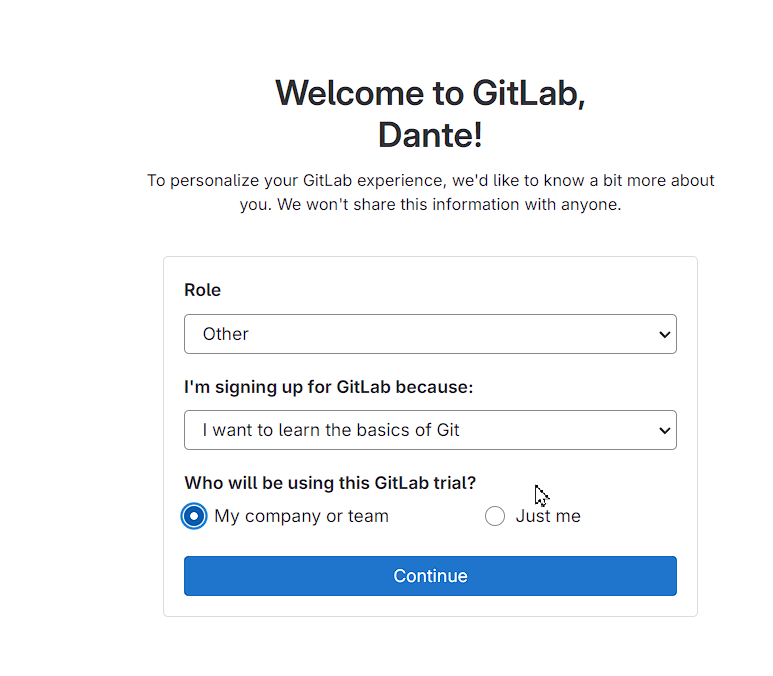 Welcome to GitLab,
Dante!
To personalize your GitLab experience, we'd like to know a bit more about
you. We won't share this information with anyone.
Role
Other
I'm signing up for GitLab because:
I want to learn the basics of Git
Who will be using this GitLab trial?
My company or team
Just me
Continue